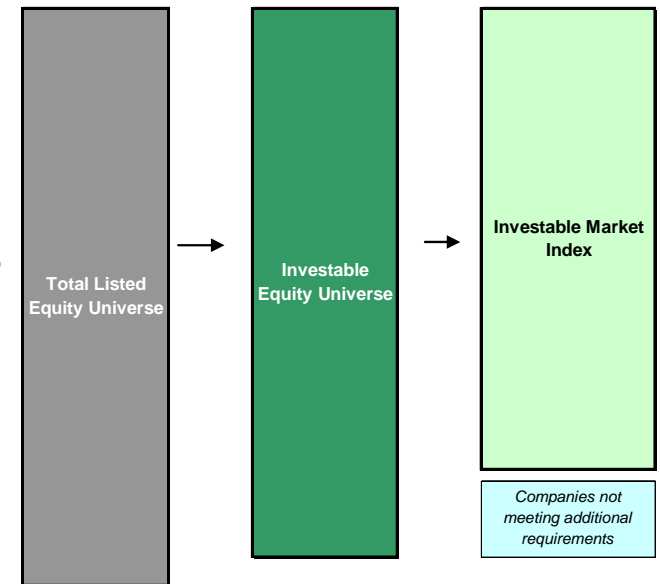 Total Listed
Equity Universe
Investable
Equity Universe
Investable Market
Index
Companies not
meeting additional
requirements